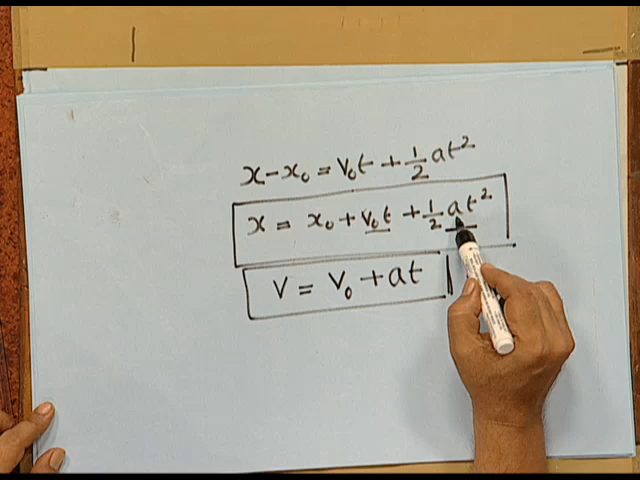 x-x₀ = v₀t + ½at²
x = x₀ + v₀t + ½at²
v = v₀ + at